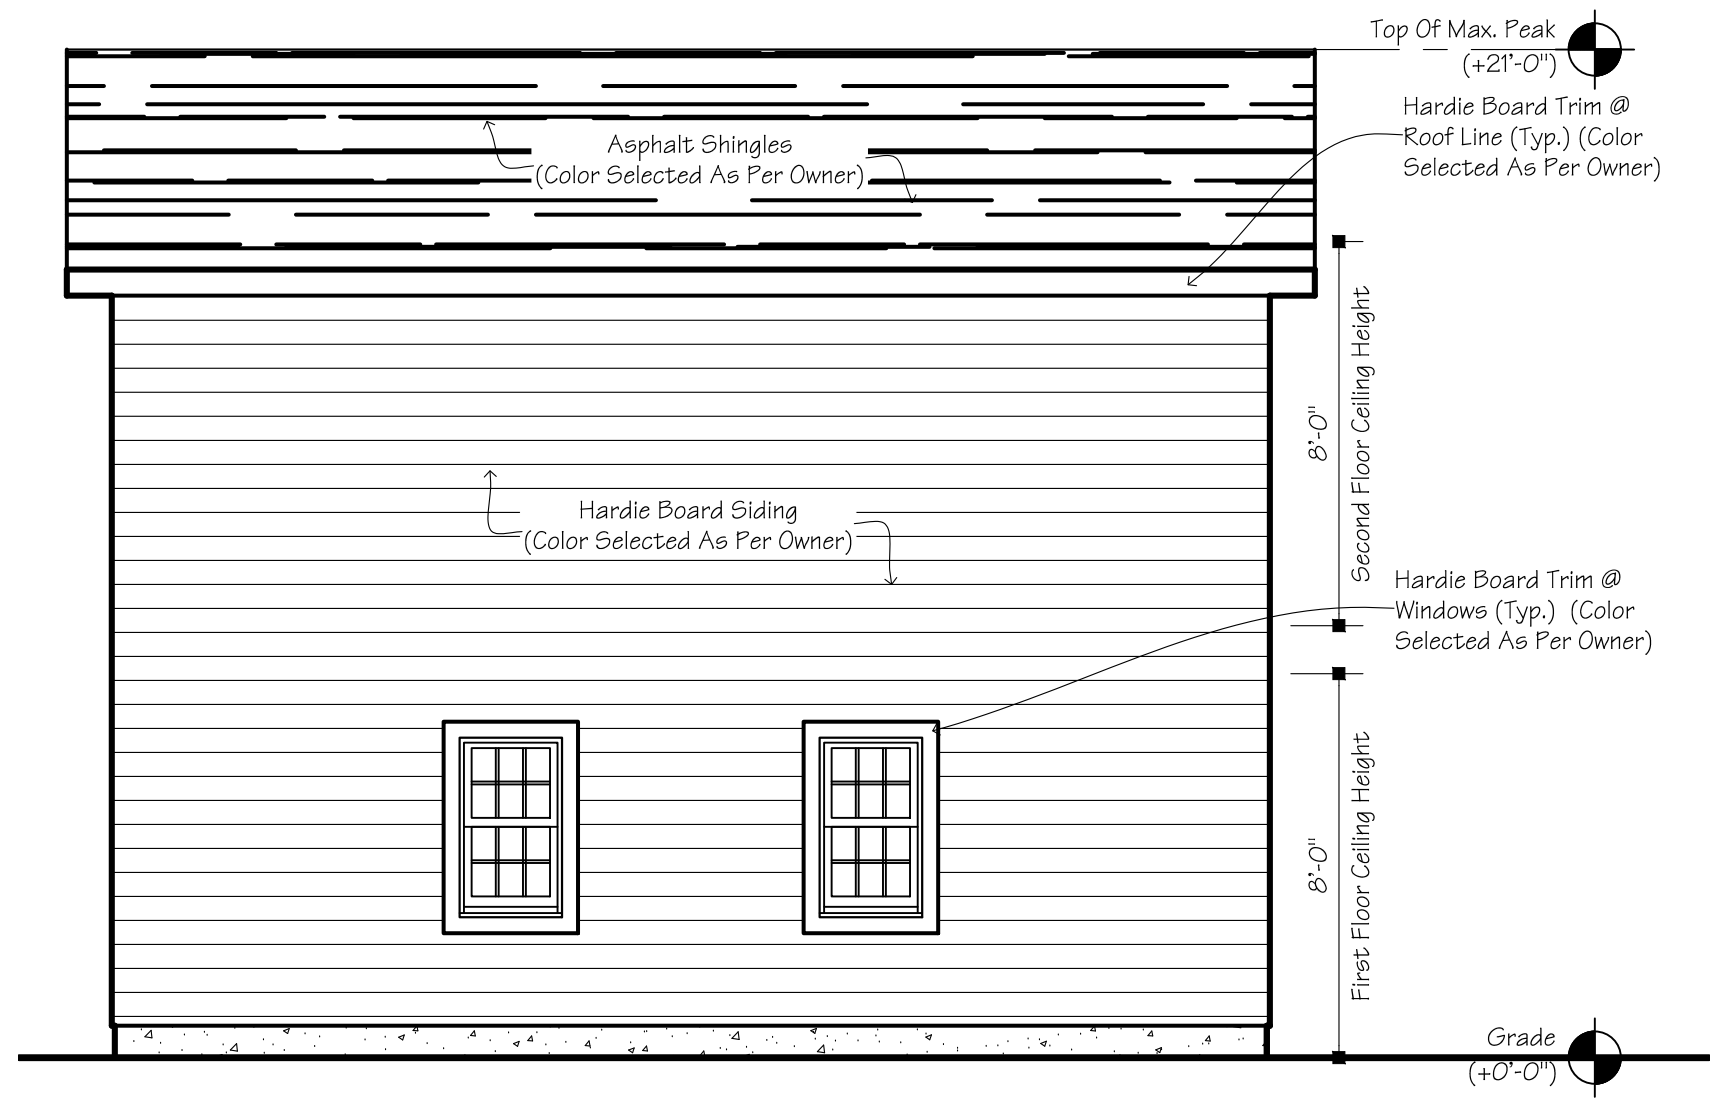 Top Of Max. Peak
(+21'-0")
Hardie Board Trim @
Roof Line (Typ.) (Color
Selected As Per Owner)
Asphalt Shingles
(Color Selected As Per Owner)
8'-0"
Second Floor Ceiling Height
Hardie Board Siding
(Color Selected As Per Owner)
Hardie Board Trim @
Windows (Typ.) (Color
Selected As Per Owner)
8'-0"
First Floor Ceiling Height
Grade
(+0'-0")